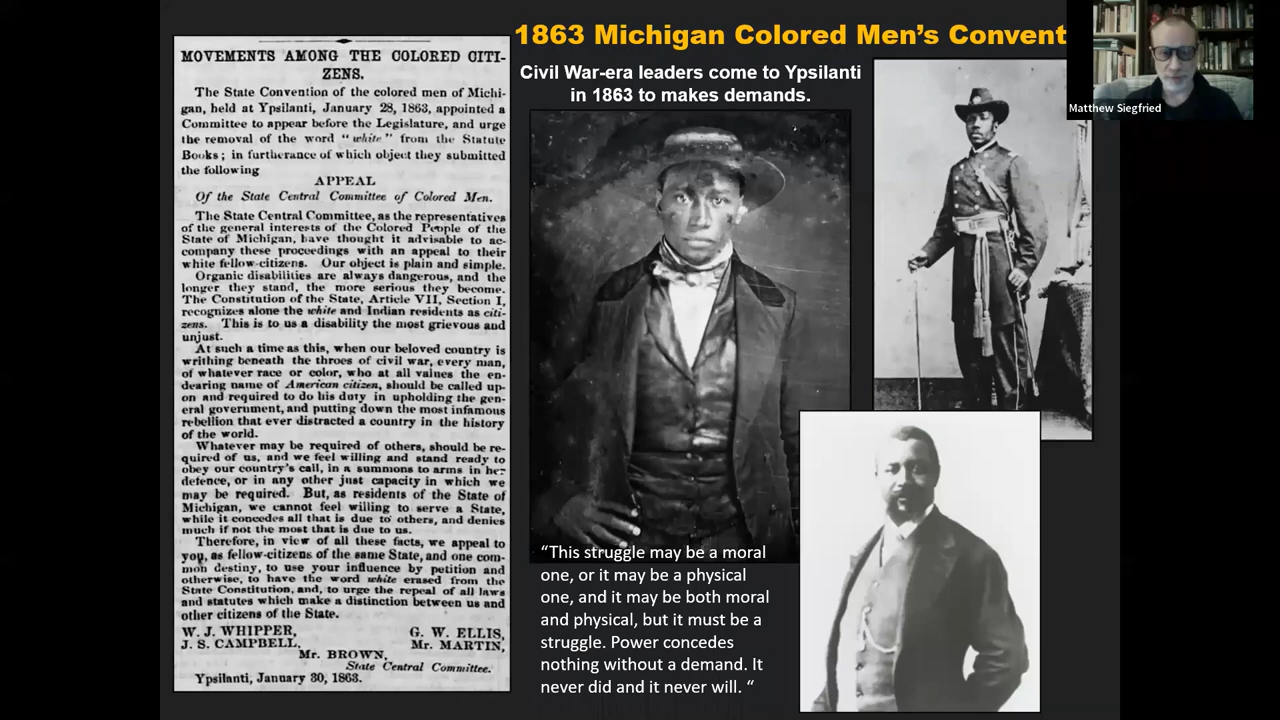 1863 Michigan Colored Men's Convent
Matthew Siegfried
Civil War-era leaders come to Ypsilanti
in 1863 to makes demands.
MOVEMENTS AMONG THE COLORED CITI-
ZENS.
The State Convention of the colored men of Michi-
gan, held at Ypsilanti, January 28, 1863, appointed a
Committee to appear before the Legislature, and urge
the removal of the word "white" from the Statute
Books; in furtherance of which object they submitted
the following
APPEAL
Of the State Central Committee of Colored Men.
The State Central Committee, as the representatives
of the general interests of the Colored People of the
State of Michigan, have thought it advisable to ac-
company these proceedings with an appeal to their
white fellow-citizens. Our object is plain and simple.
Organic disabilities are always dangerous, and the
longer they stand, the more serious they become.
The Constitution of the State, Article VII, Section I,
recognizes alone the white and Indian residents as citi-
zens. This is to us a disability the most grievous and
unjust.
At such a time as this, when our beloved country is
writhing beneath the throes of civil war, every man,
of whatever race or color, who at all values the en-
dearing name of American citizen, should be called up-
on and required to do his duty in upholding the gen-
eral government, and putting down the most infamous
rebellion that ever distracted a country in the history
of the world.
Whatever may be required of others, should be re-
quired of us, and we feel willing and stand ready to
obey our country's call, in a summons to arms in her
defence, or in any other just capacity in which we
may be required. But, as residents of the State of
Michigan, we cannot feel willing to serve a State,
while it concedes all that is due to others, and denies
much if not the most that is due to us.
Therefore, in view of all these facts, we appeal to
you, as fellow-citizens of the same State, and one com-
mon destiny, to use your influence by petition and
otherwise, to have the word white erased from the
State Constitution, and, to urge the repeal of all laws
and statutes which make a distinction between us and
other citizens of the State.
W. J. WHIPPER, G. W. ELLIS,
J. S. CAMPBELL, Mr. MARTIN,
Mr. BROWN,
State Central Committee.
Ypsilanti, January 30, 1863.
"This struggle may be a moral
one, or it may be a physical
one, and it may be both moral
and physical, but it must be a
struggle. Power concedes
nothing without a demand. It
never did and it never will. "